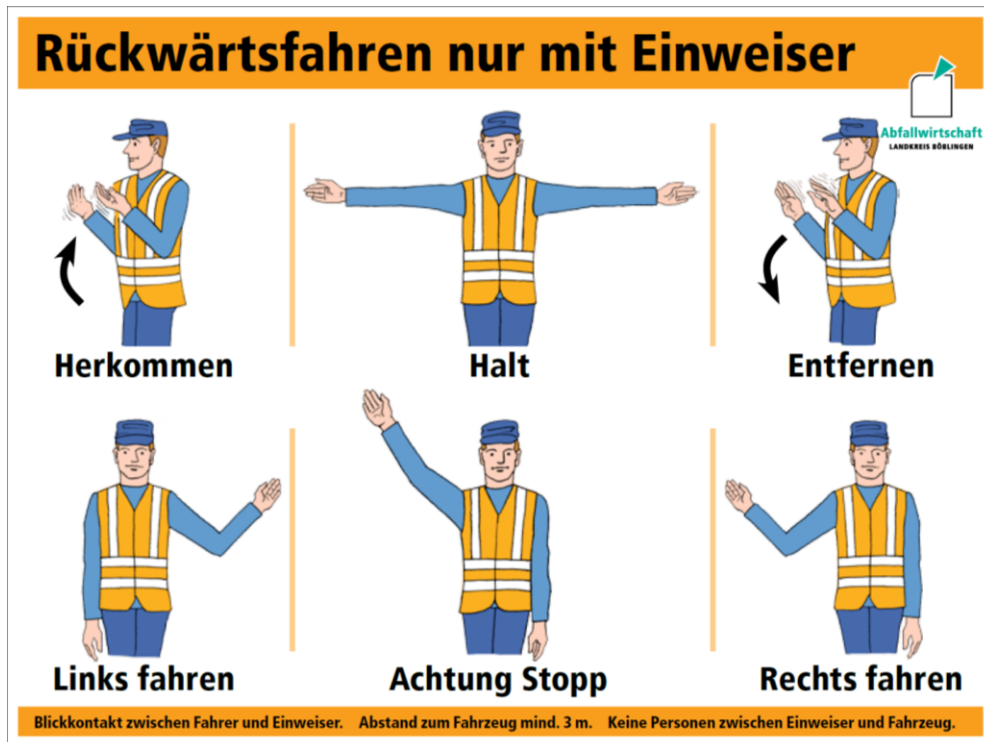 Rückwärtsfahren nur mit Einweiser
Abfallwirtschaft
LANDKREIS BÖBLINGEN
Herkommen
Halt
Entfernen
Links fahren
Achtung Stopp
Rechts fahren
Blickkontakt zwischen Fahrer und Einweiser. Abstand zum Fahrzeug mind. 3 m. Keine Personen zwischen Einweiser und Fahrzeug.